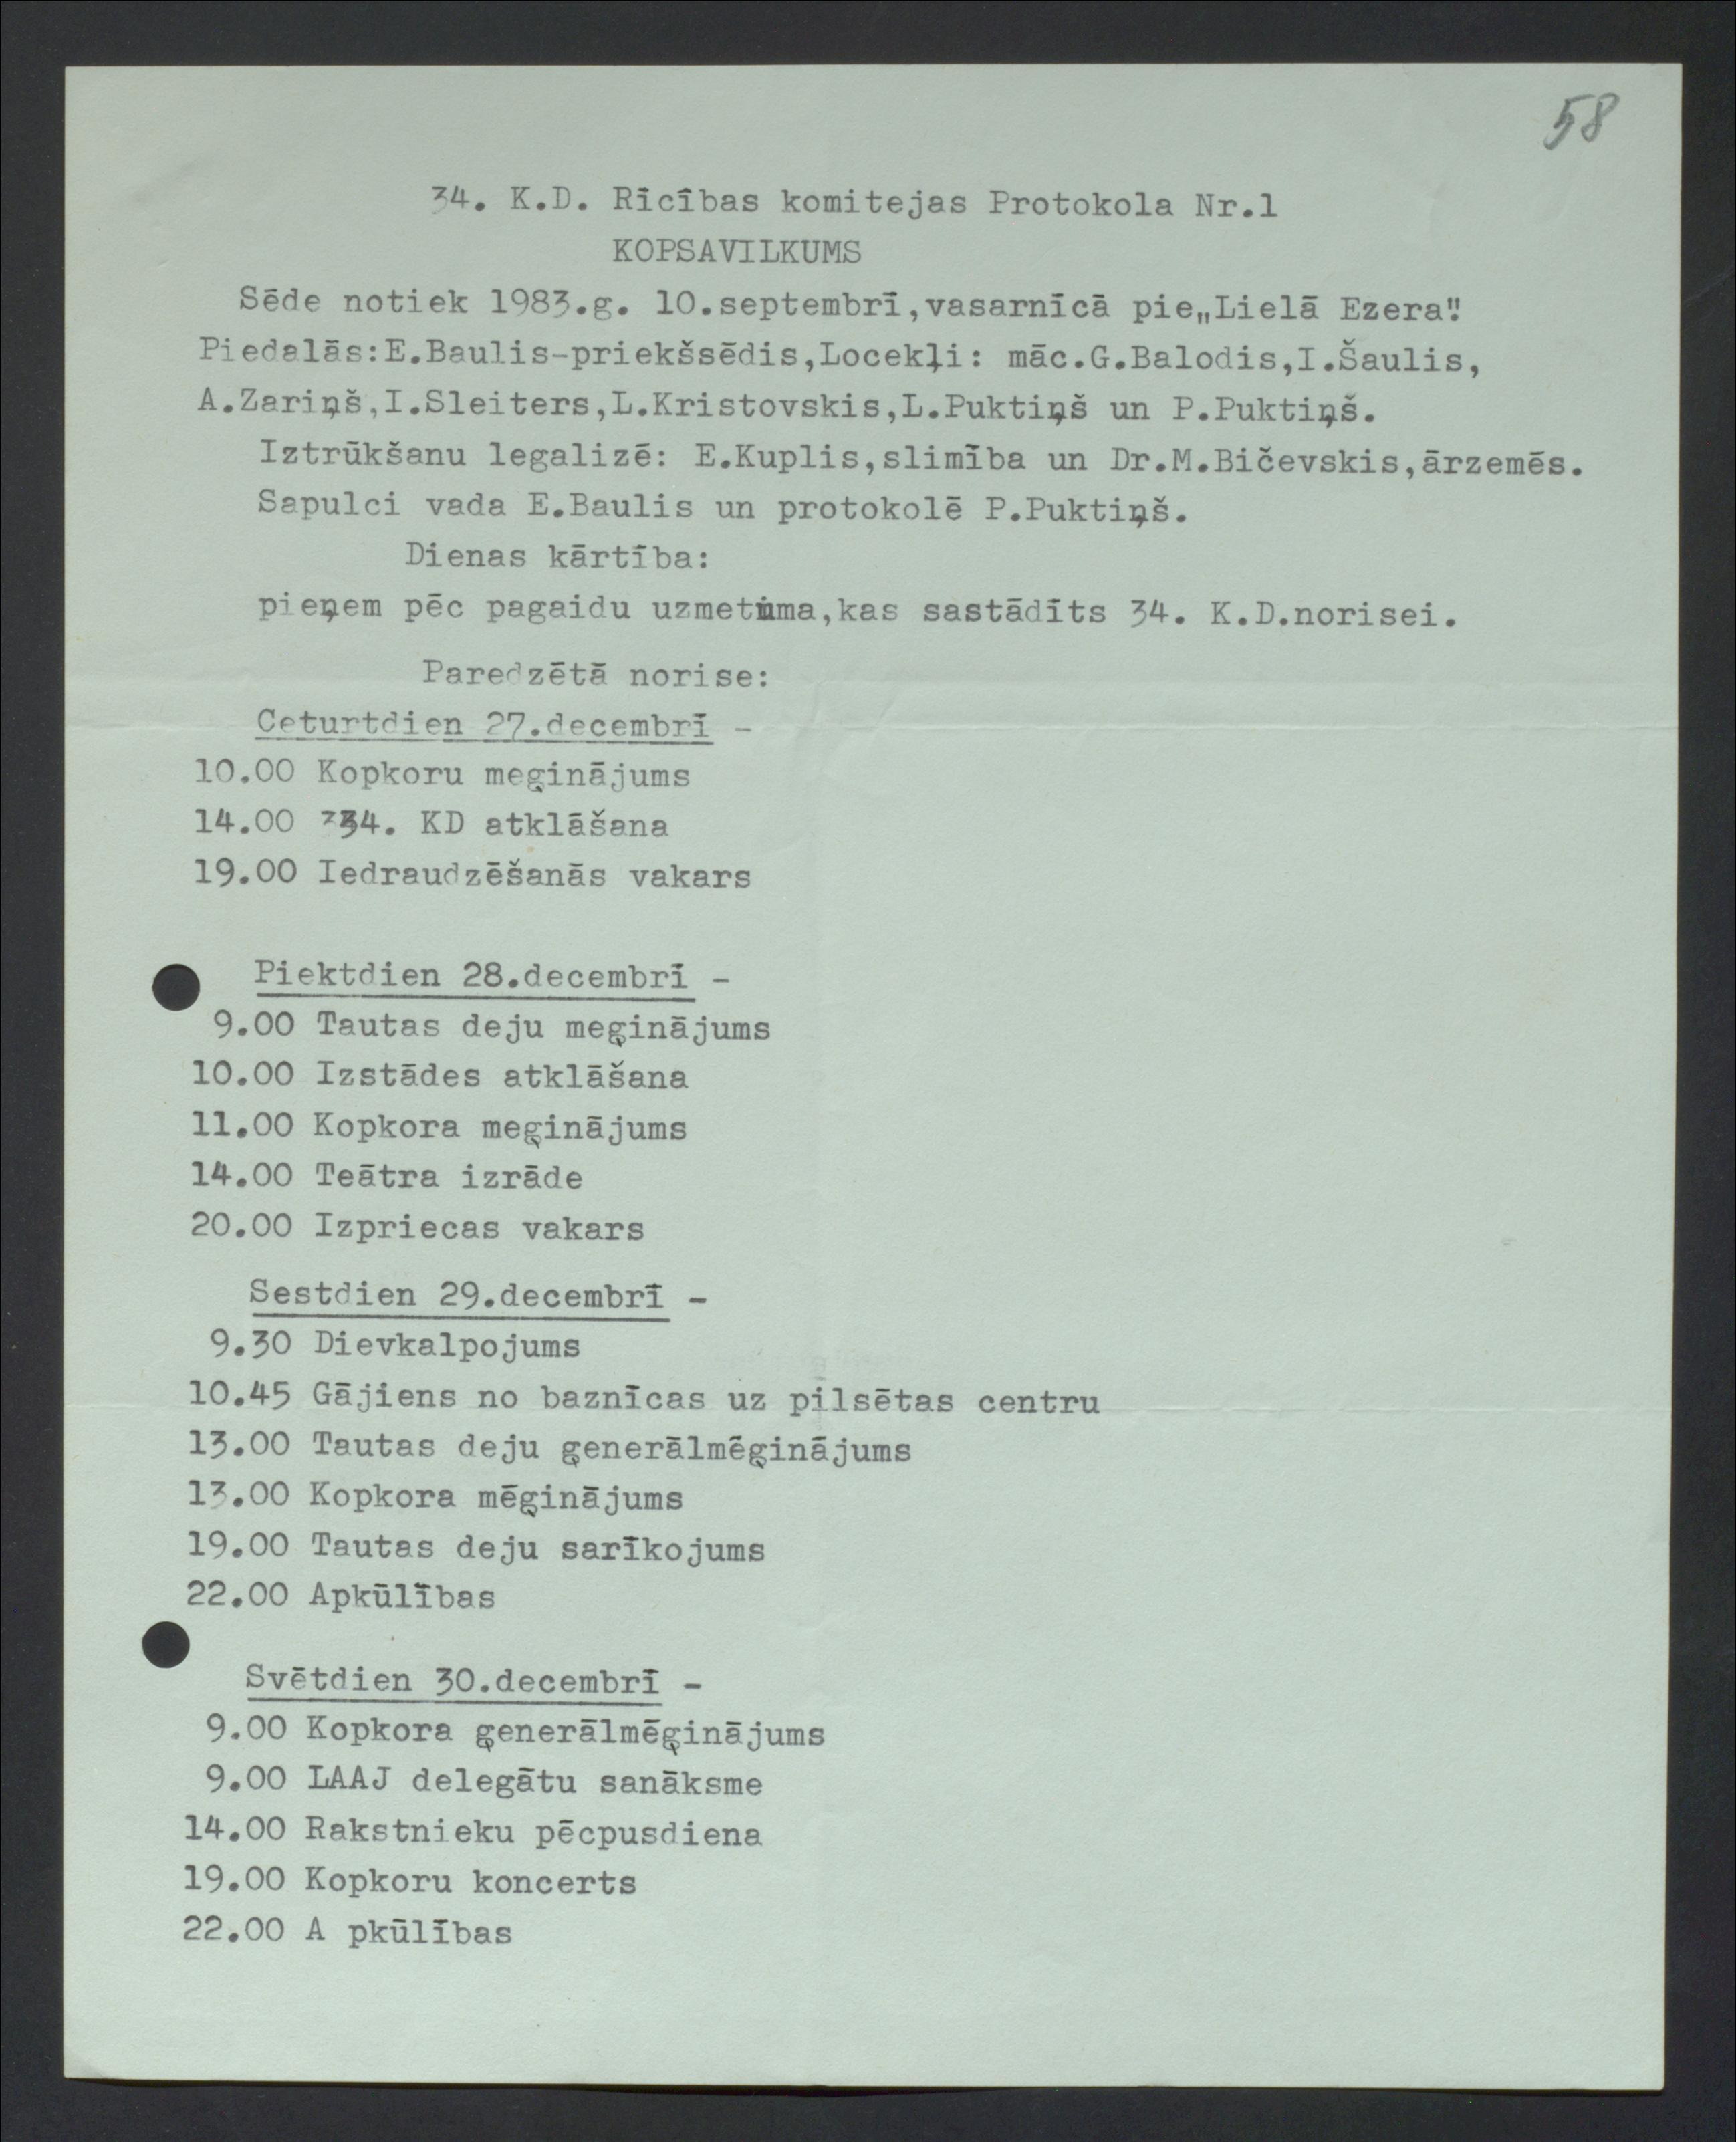 58
34. K.D. Rīcības komitejas Protokola Nr.1
KOPSAVILKUMS
Sēde notiek 1983.g. 10.septembrī,vasarnīcā pie„Lielā Ezera".
Piedalās:E.Baulis-priekšsēdis,Locekļi: māc.G.Balodis,I.Šaulis,
A.Zariņš,I.Sleiters,L.Kristovskis,L.Puktiņš un P.Puktiņš.
Iztrūkšanu legalizē: E.Kuplis,slimība un Dr.M.Bičevskis,ārzemēs.
Sapulci vada E.Baulis un protokolē P.Puktiņš.
Dienas kārtība:
pieņem pēc pagaidu uzmetuma,kas sastādīts 34. K.D.norisei.
Paredzētā norise:
Ceturtdien 27.decembrī -
10.00 Kopkoru meģinājums
14.00 34. KD atklāšana
19.00 Iedraudzēšanās vakars
Piektdien 28.decembrī -
9.00 Tautas deju meģinājums
10.00 Izstādes atklāšana
11.00 Kopkora meģinājums
14.00 Teātra izrāde
20.00 Izpriecas vakars
Sestdien 29.decembrī -
9.30 Dievkalpojums
10.45 Gājiens no baznīcas uz pilsētas centru
13.00 Tautas deju ģenerālmēģinājums
13.00 Kopkora mēģinājums
19.00 Tautas deju sarīkojums
22.00 Apkūlības
Svētdien 30.decembrī -
9.00 Kopkora ģenerālmēģinājums
9.00 LAAJ delegātu sanāksme
14.00 Rakstnieku pēcpusdiena
19.00 Kopkoru koncerts
22.00 A pkūlības